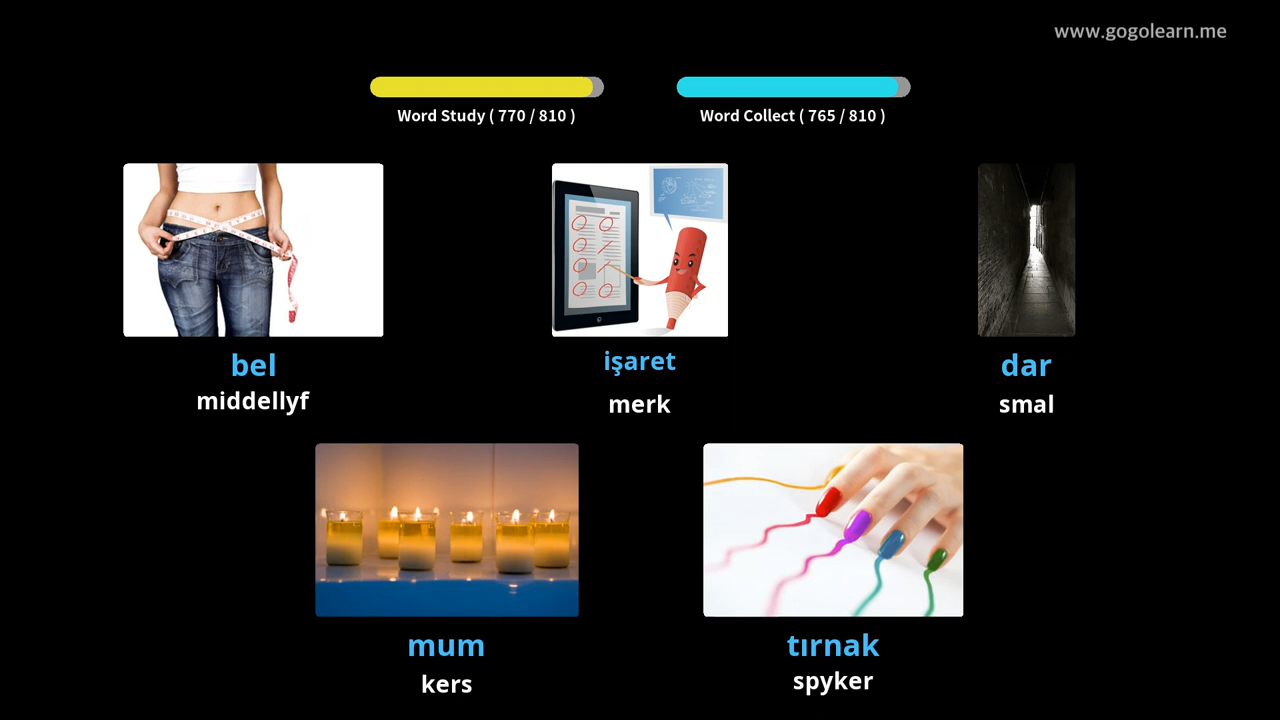 www.gogolearn.me
Word Study ( 770 / 810 )
Word Collect ( 765 / 810 )
bel
middellyf
işaret
merk
dar
smal
mum
kers
tırnak
spyker